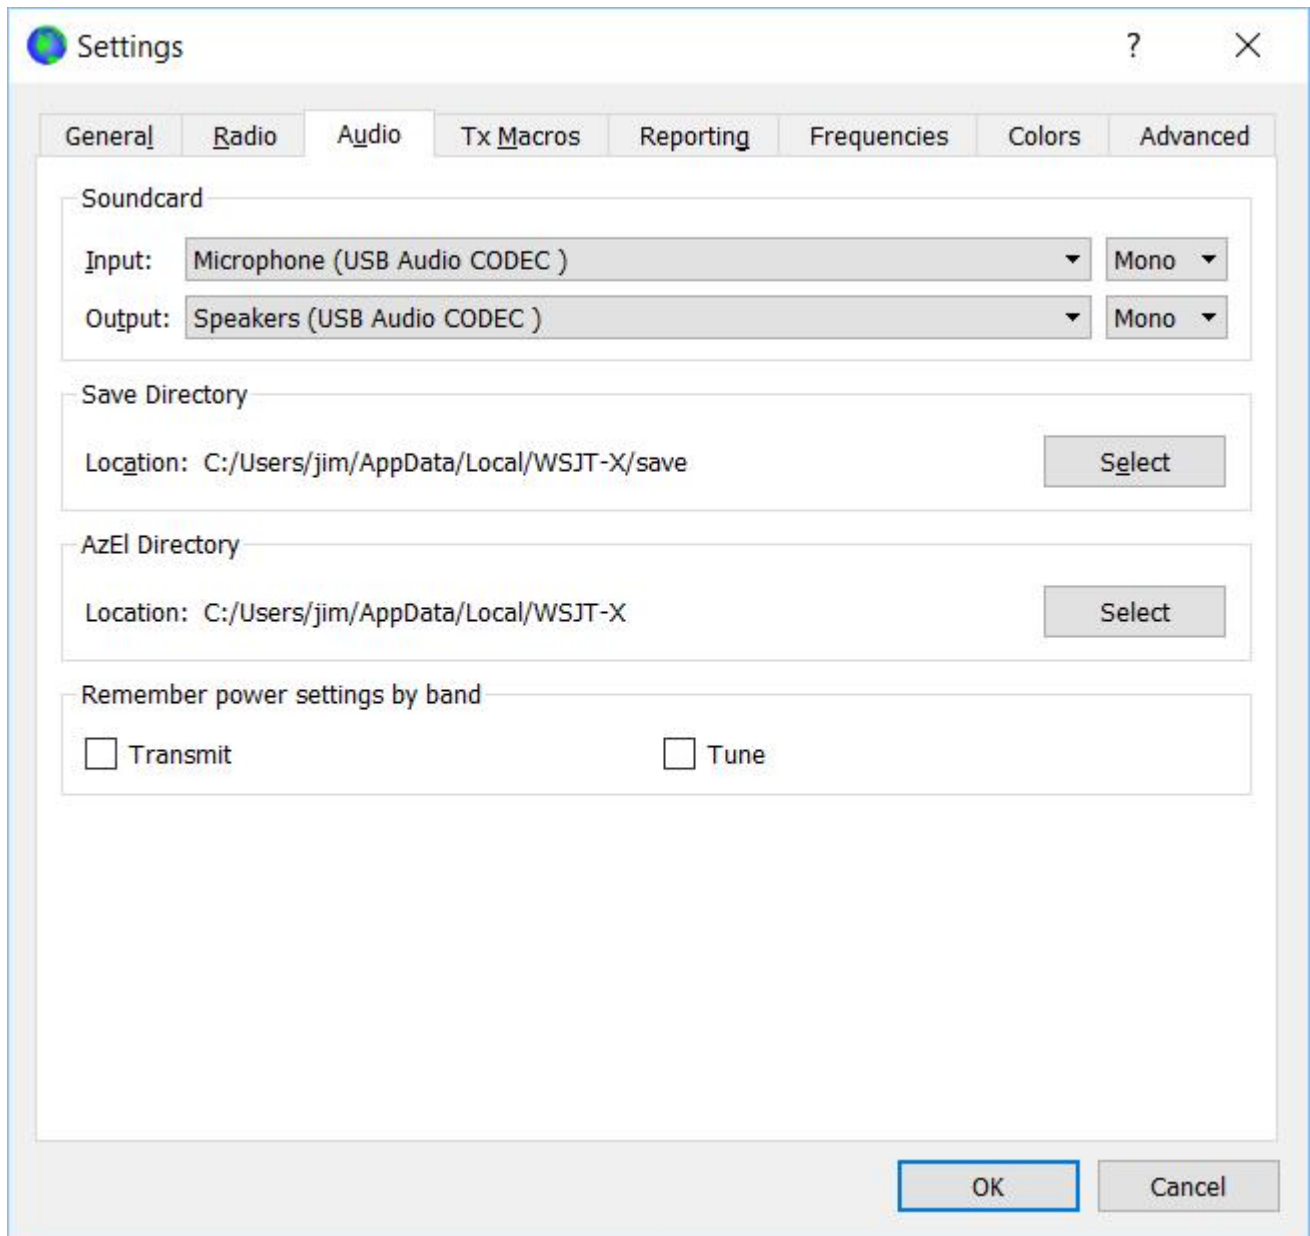 Settings ?
General Radio Audio Tx Macros Reporting Frequencies Colors Advanced
Soundcard
Input: Microphone (USB Audio CODEC ) Mono
Output: Speakers (USB Audio CODEC ) Mono
Save Directory
Location: C:/Users/jim/AppData/Local/WSJT-X/save Select
AzEl Directory
Location: C:/Users/jim/AppData/Local/WSJT-X Select
Remember power settings by band
Transmit Tune
OK Cancel